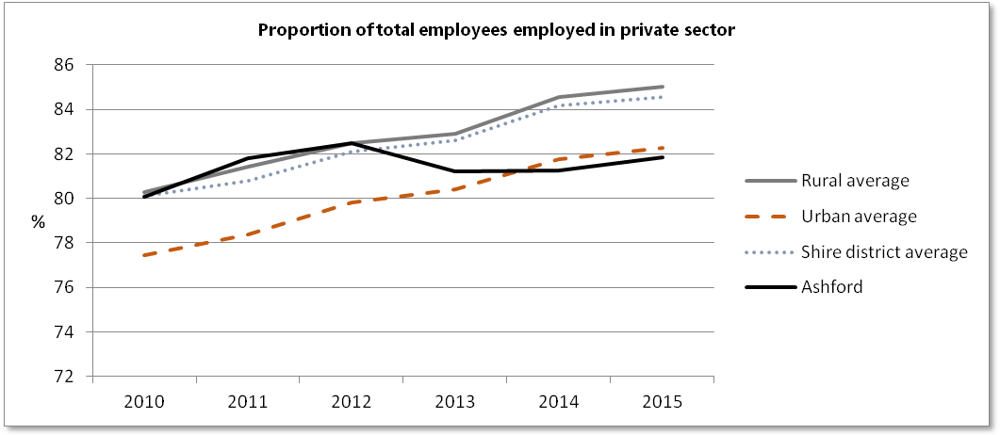 Proportion of total employees employed in private sector
86
84
82
80
78
76
74
72
%
2010 2011 2012 2013 2014 2015
Rural average
Urban average
Shire district average
Ashford